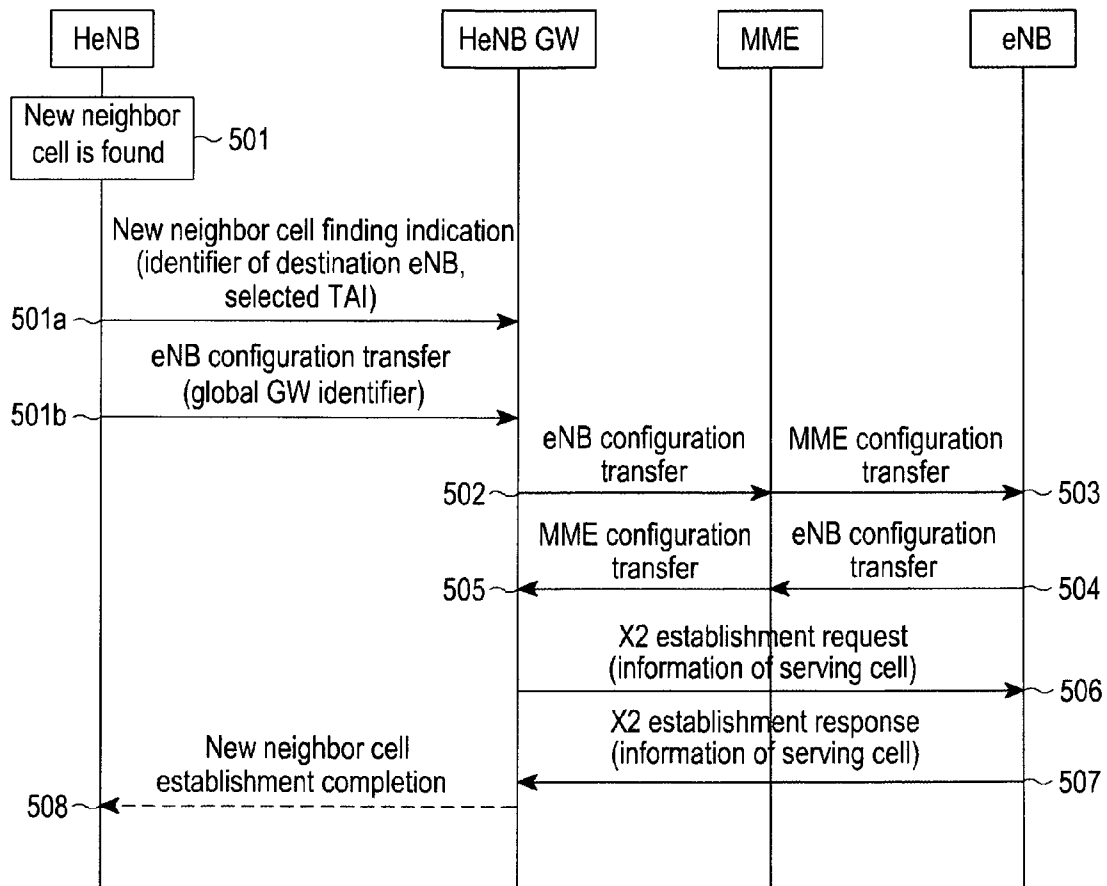 HeNB
HeNB GW
MME
eNB
New neighbor
cell is found
501
New neighbor cell finding indication
(identifier of destination eNB,
selected TAI)
501a
eNB configuration transfer
(global GW identifier)
501b
eNB configuration
transfer
MME configuration
transfer
502
503
MME configuration
transfer
eNB configuration
transfer
505
504
X2 establishment request
(information of serving cell)
506
X2 establishment response
(information of serving cell)
507
New neighbor cell
establishment completion
508